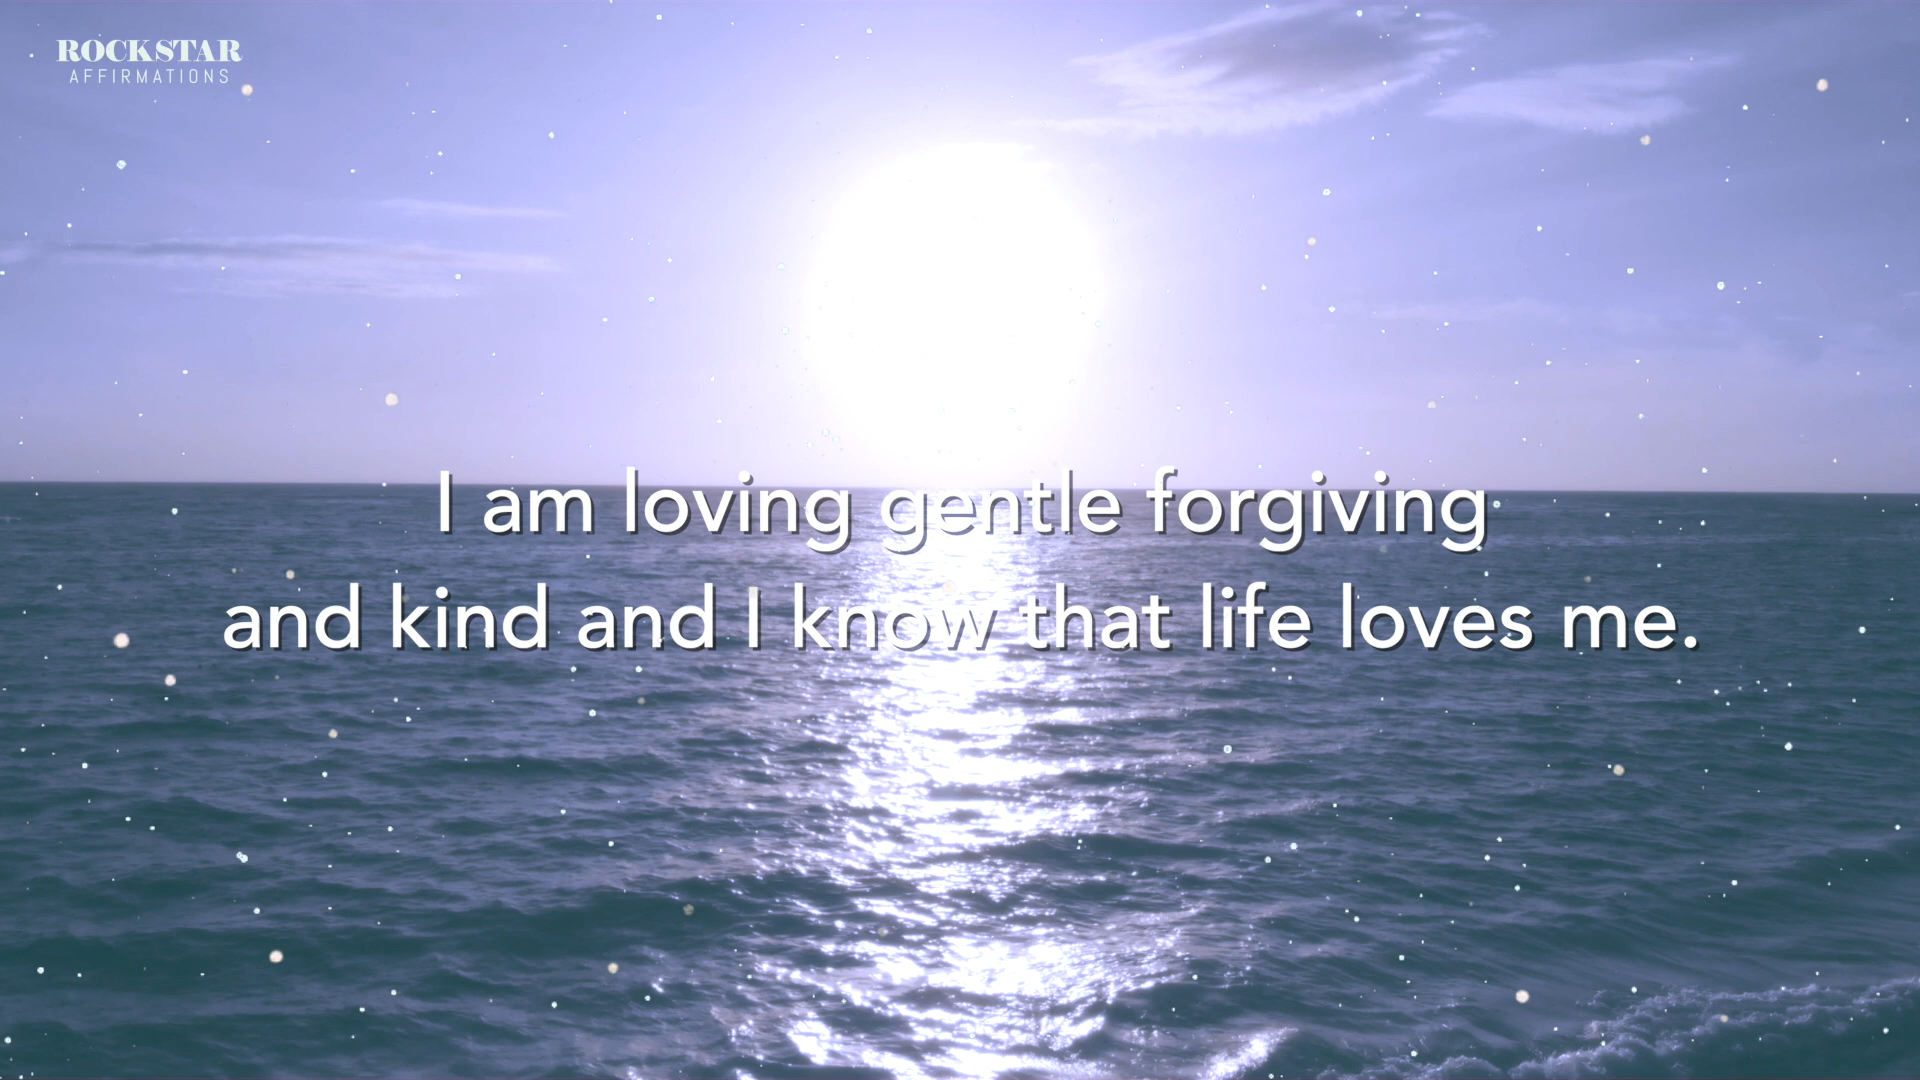 ROCKSTAR
AFFIRMATIONS
I am loving gentle forgiving
and kind and I know that life loves me.